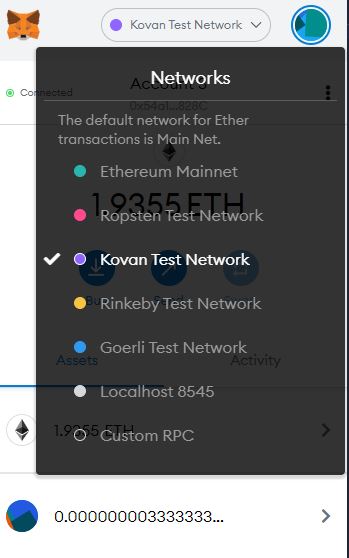 Kovan Test Network
Networks
Connected
Account 3
0x54a1...828C
The default network for Ether
transactions is Main Net.
Ethereum Mainnet
1.9355 ETH
Ropsten Test Network
Kovan Test Network
Rinkeby Test Network
Goerli Test Network
Assets
Activity
Localhost 8545
1.9355 ETH
Custom RPC
0.000000003333333...